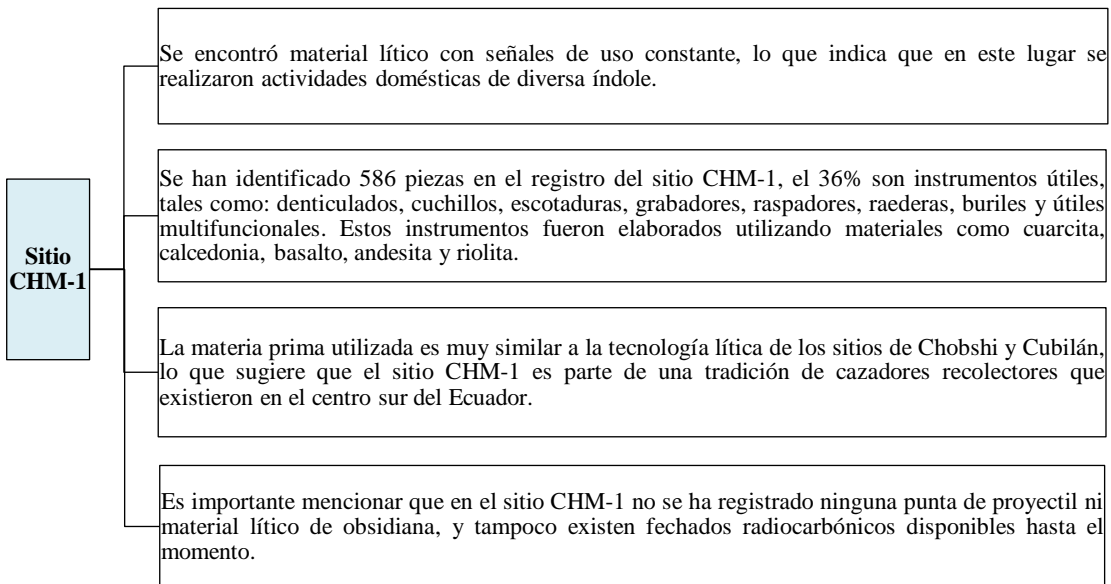 Sitio
CHM-1
Se encontró material lítico con señales de uso constante, lo que indica que en este lugar se
realizaron actividades domésticas de diversa índole.
Se han identificado 586 piezas en el registro del sitio CHM-1, el 36% son instrumentos útiles,
tales como: denticulados, cuchillos, escotaduras, grabadores, raspadores, raederas, buriles y útiles
multifuncionales. Estos instrumentos fueron elaborados utilizando materiales como cuarcita,
calcedonia, basalto, andesita y riolita.
La materia prima utilizada es muy similar a la tecnología lítica de los sitios de Chobshi y Cubilán,
lo que sugiere que el sitio CHM-1 es parte de una tradición de cazadores recolectores que
existieron en el centro sur del Ecuador.
Es importante mencionar que en el sitio CHM-1 no se ha registrado ninguna punta de proyectil ni
material lítico de obsidiana, y tampoco existen fechados radiocarbónicos disponibles hasta el
momento.